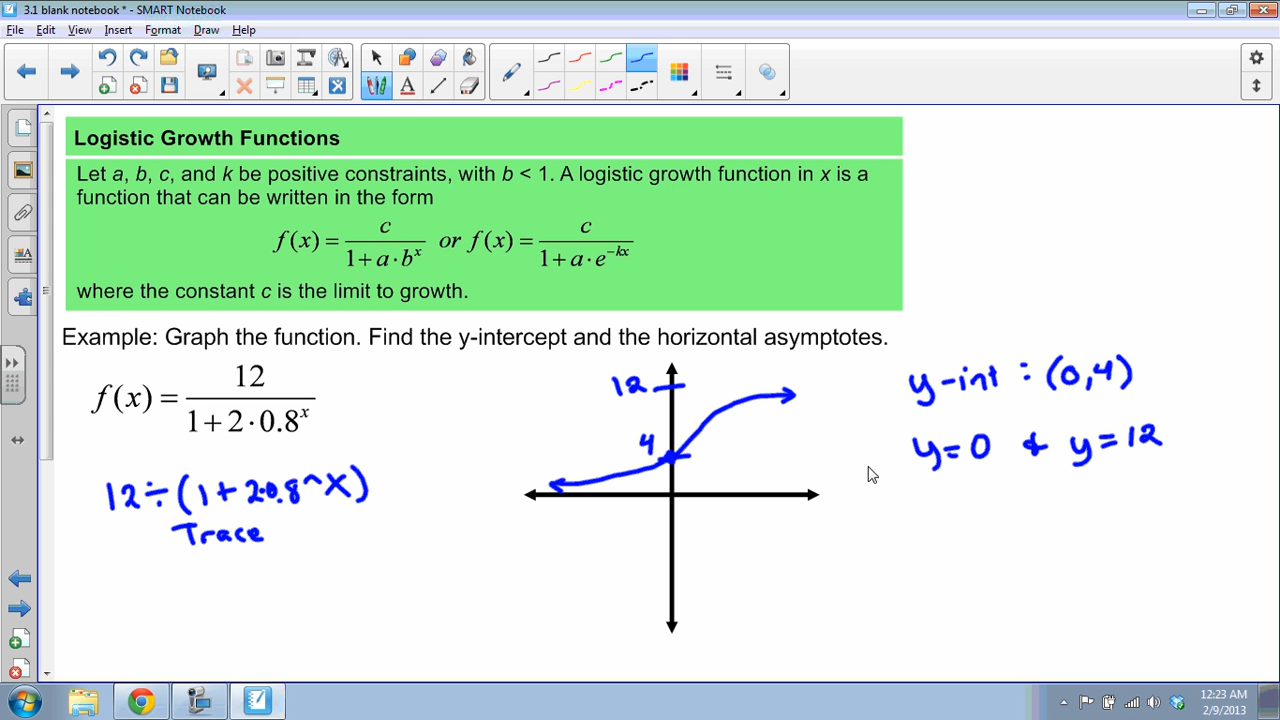 3.1 blank notebook * - SMART Notebook
File Edit View Insert Format Draw Help
Logistic Growth Functions
Let a, b, c, and k be positive constraints, with b < 1. A logistic growth function in x is a
function that can be written in the form
f(x) = c / (1 + a · b^x) or f(x) = c / (1 + a · e^(−kx))
where the constant c is the limit to growth.
Example: Graph the function. Find the y-intercept and the horizontal asymptotes.
f(x) = 12 / (1 + 2 · 0.8^x)
12
4
y-int : (0,4)
y=0 & y=12
12 ÷ (1+2·0.8^X)
Trace
12:23 AM
2/9/2013